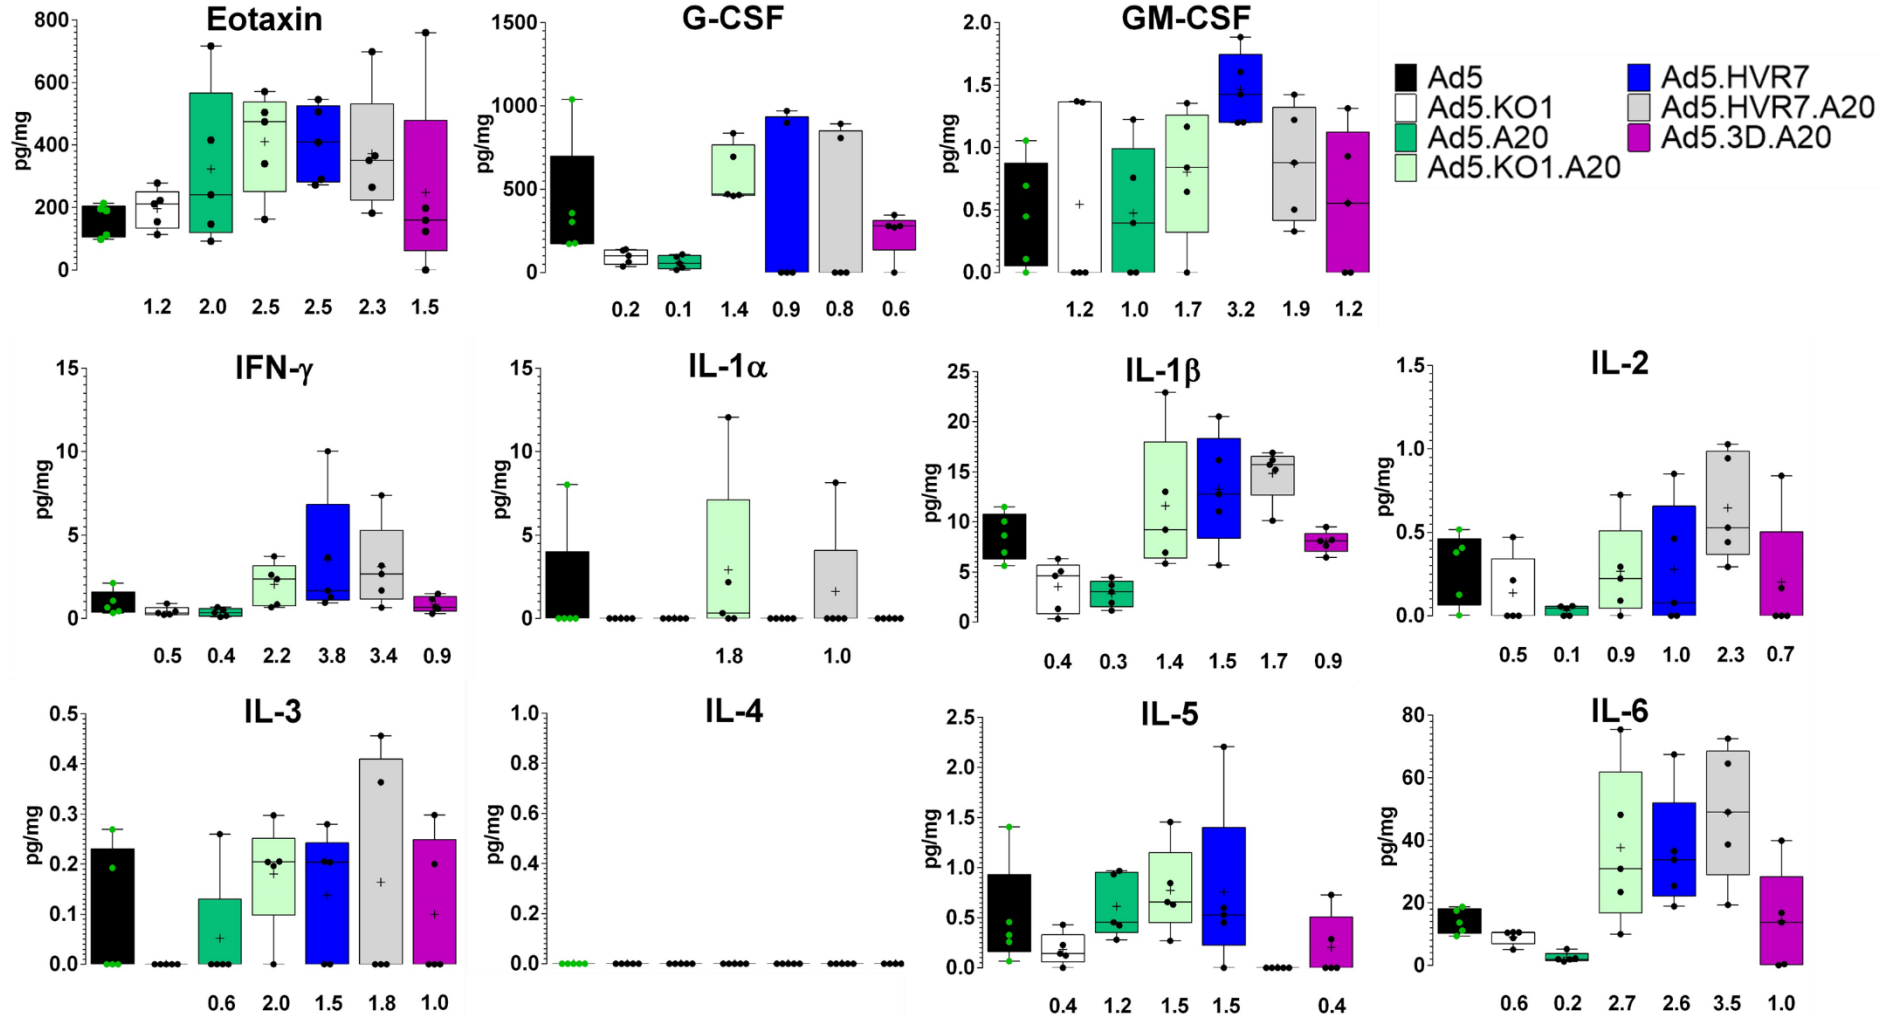 Eotaxin
800
600
400
200
0
pg/mg
1.2 2.0 2.5 2.5 2.3 1.5
G-CSF
1500
1000
500
0
pg/mg
0.2 0.1 1.4 0.9 0.8 0.6
GM-CSF
2.0
1.5
1.0
0.5
0.0
pg/mg
1.2 1.0 1.7 3.2 1.9 1.2
Ad5
Ad5.KO1
Ad5.A20
Ad5.KO1.A20
Ad5.HVR7
Ad5.HVR7.A20
Ad5.3D.A20
IFN-γ
15
10
5
0
pg/mg
0.5 0.4 2.2 3.8 3.4 0.9
IL-1α
15
10
5
0
pg/mg
1.8 1.0
IL-1β
25
20
15
10
5
0
pg/mg
0.4 0.3 1.4 1.5 1.7 0.9
IL-2
1.5
1.0
0.5
0.0
pg/mg
0.5 0.1 0.9 1.0 2.3 0.7
IL-3
0.5
0.4
0.3
0.2
0.1
0.0
pg/mg
0.6 2.0 1.5 1.8 1.0
IL-4
1.0
0.8
0.6
0.4
0.2
0.0
pg/mg
IL-5
2.5
2.0
1.5
1.0
0.5
0.0
pg/mg
0.4 1.2 1.5 1.5 0.4
IL-6
80
60
40
20
0
pg/mg
0.6 0.2 2.7 2.6 3.5 1.0